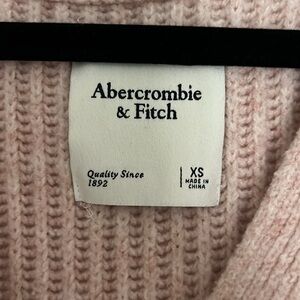 Abercrombie
& Fitch
Quality Since
1892
XS
MADE IN
CHINA